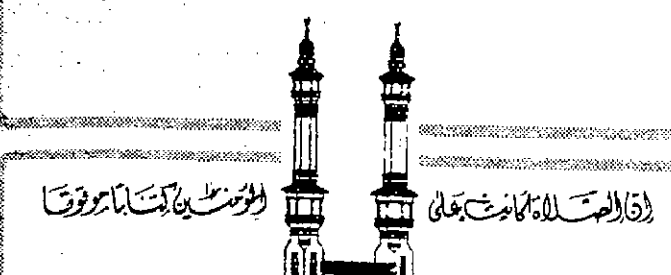 إن الصلاة كانت على المؤمنين كتابا موقوتا